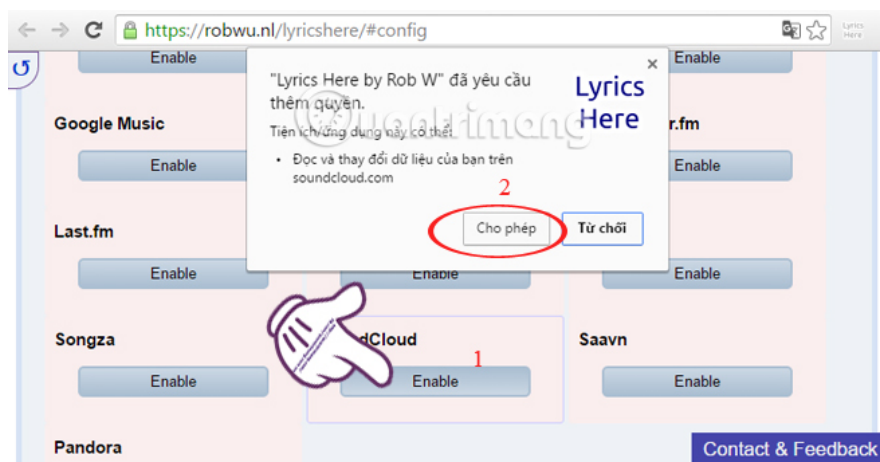 https://robwu.nl/lyricshere/#config
Lyrics
Here
Enable
Enable
"Lyrics Here by Rob W" đã yêu cầu
thêm quyền.
Tiện ích/ứng dụng này có thể:
• Đọc và thay đổi dữ liệu của bạn trên
soundcloud.com
Lyrics
Here
Quantrimang
2
Cho phép
Từ chối
Google Music
r.fm
Enable
Enable
Last.fm
Enable
Enable
Enable
Songza
dCloud
Saavn
1
Enable
Enable
Enable
Pandora
Contact & Feedback